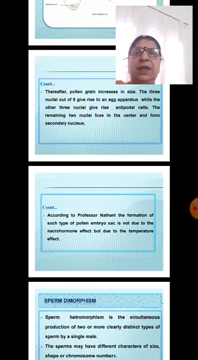 Contd...
- Thereafter, pollen grain increases in size. The three
nuclei out of 8 give rise to an egg apparatus while the
other three nuclei give rise antipodal cells. The
remaining two nuclei fuse in the center and form
secondary nucleus.
Contd...
- According to Professor Nathani the formation of
such type of pollen embryo sac is not due to the
nacrohormone effect but due to the temperature
effect.
SPERM DIMORPHISM
- Sperm hetromorphism is the simultaneous
production of two or more clearly distinct types of
sperm by a single male.
- The sperms may have different characters of size,
shape or chromosome numbers.